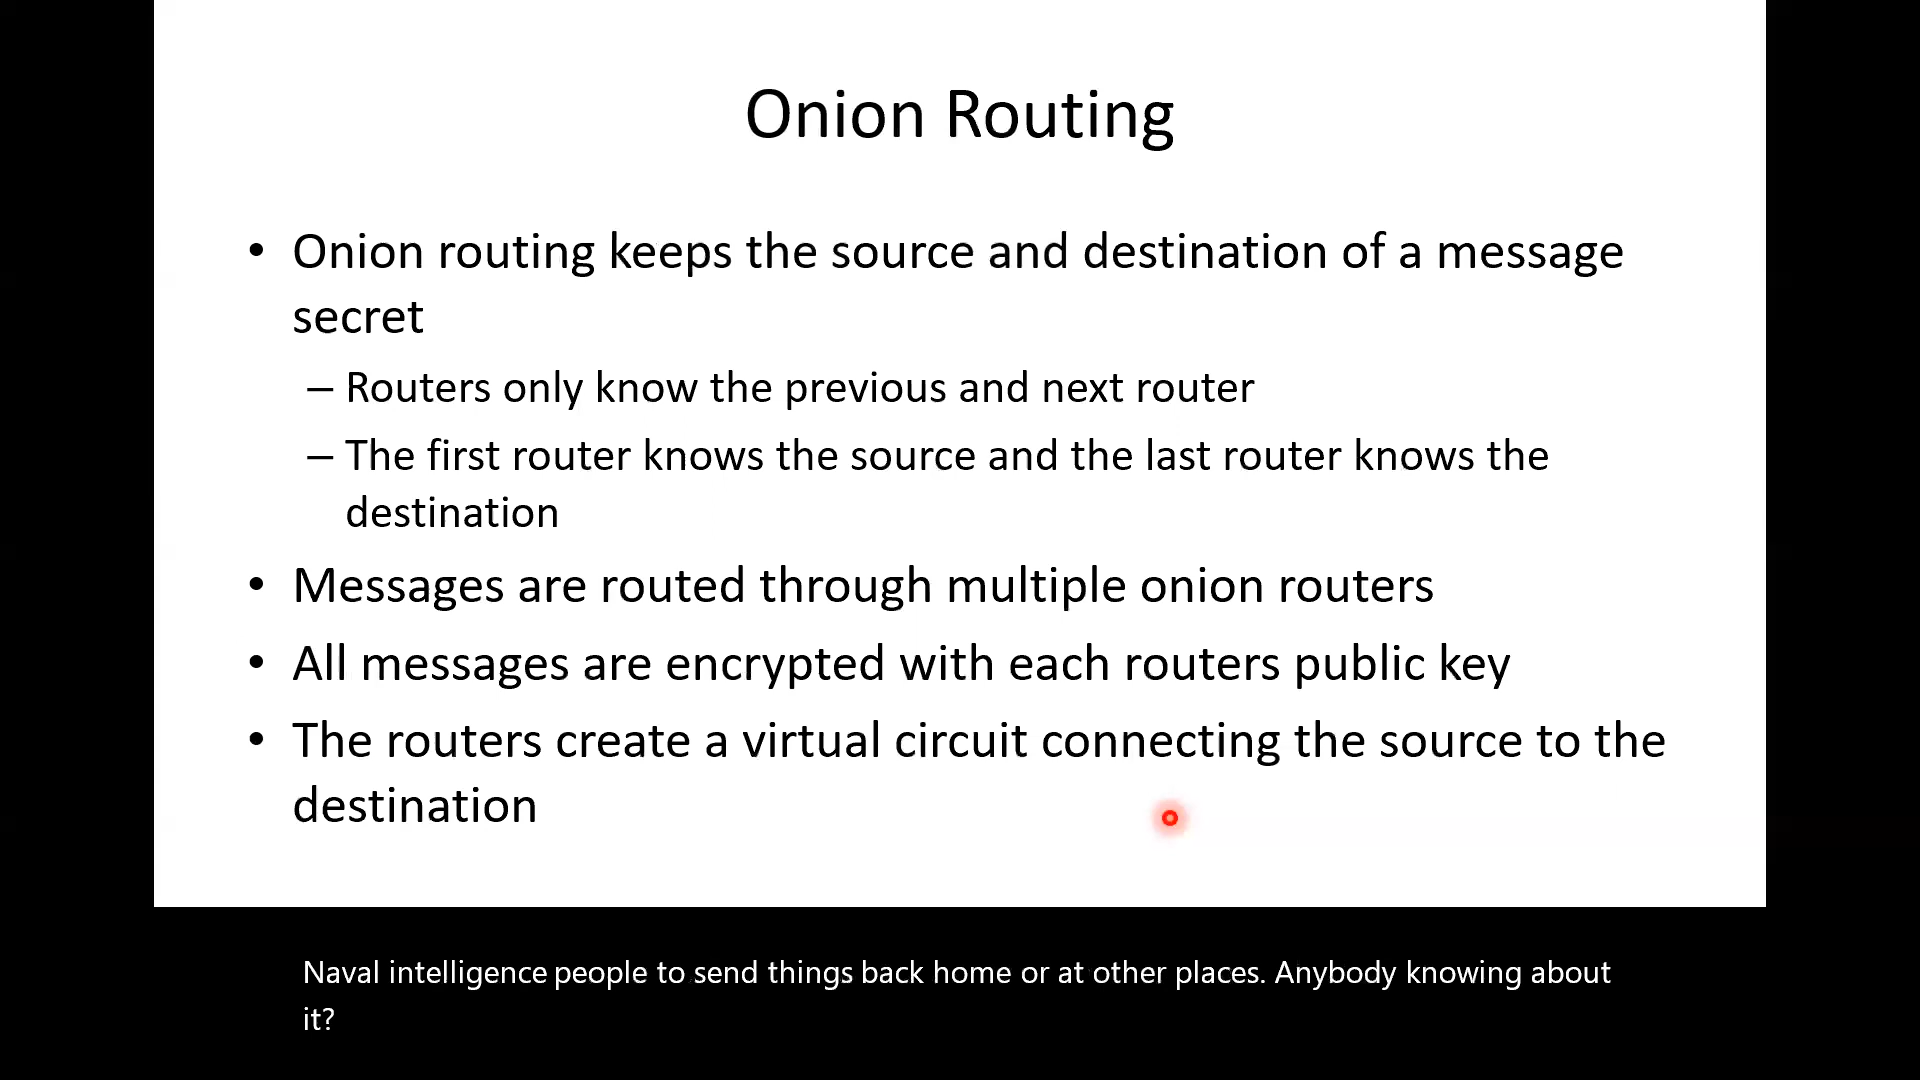 Onion Routing
• Onion routing keeps the source and destination of a message
secret
– Routers only know the previous and next router
– The first router knows the source and the last router knows the
destination
• Messages are routed through multiple onion routers
• All messages are encrypted with each routers public key
• The routers create a virtual circuit connecting the source to the
destination
Naval intelligence people to send things back home or at other places. Anybody knowing about
it?